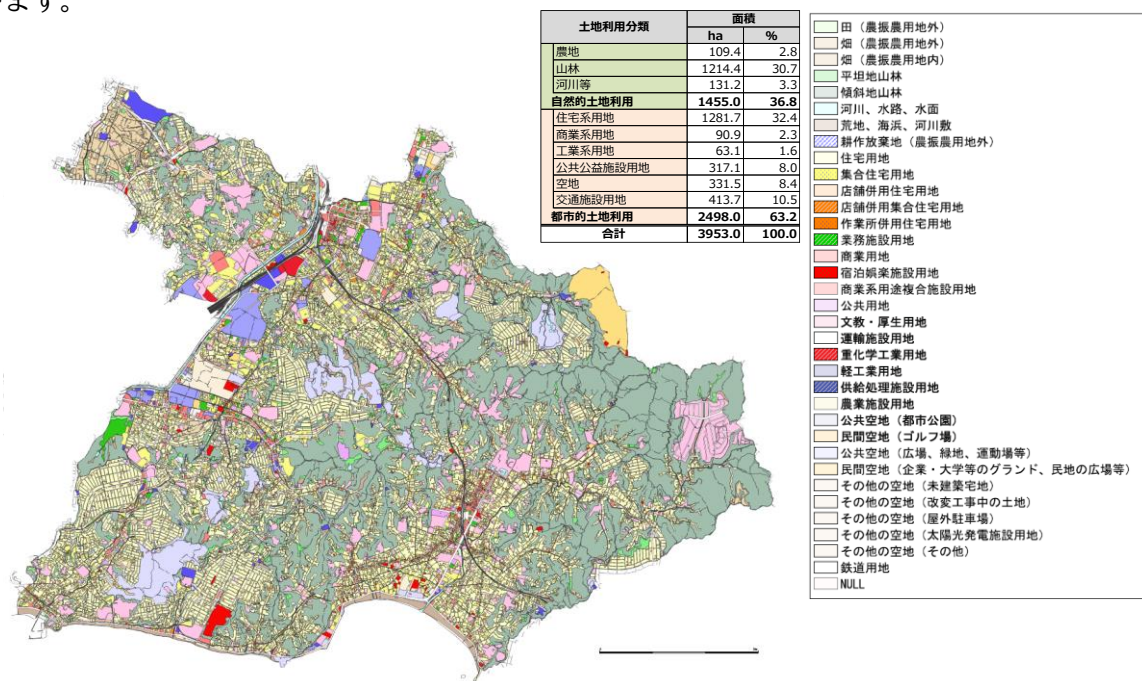 ます。
土地利用分類 面積
ha %
農地 109.4 2.8
山林 1214.4 30.7
河川等 131.2 3.3
自然的土地利用 1455.0 36.8
住宅系用地 1281.7 32.4
商業系用地 90.9 2.3
工業系用地 63.1 1.6
公共公益施設用地 317.1 8.0
空地 331.5 8.4
交通施設用地 413.7 10.5
都市的土地利用 2498.0 63.2
合計 3953.0 100.0
田（農振農用地外）
畑（農振農用地外）
畑（農振農用地内）
平坦地山林
傾斜地山林
河川、水路、水面
荒地、海浜、河川敷
耕作放棄地（農振農用地外）
住宅用地
集合住宅用地
店舗併用住宅用地
店舗併用集合住宅用地
作業所併用住宅用地
業務施設用地
商業用地
宿泊娯楽施設用地
商業系用途複合施設用地
公共用地
文教・厚生用地
運輸施設用地
重化学工業用地
軽工業用地
供給処理施設用地
農業施設用地
公共空地（都市公園）
民間空地（ゴルフ場）
公共空地（広場、緑地、運動場等）
民間空地（企業・大学等のグランド、民地の広場等）
その他の空地（未建築宅地）
その他の空地（改変工事中の土地）
その他の空地（屋外駐車場）
その他の空地（太陽光発電施設用地）
その他の空地（その他）
鉄道用地
NULL